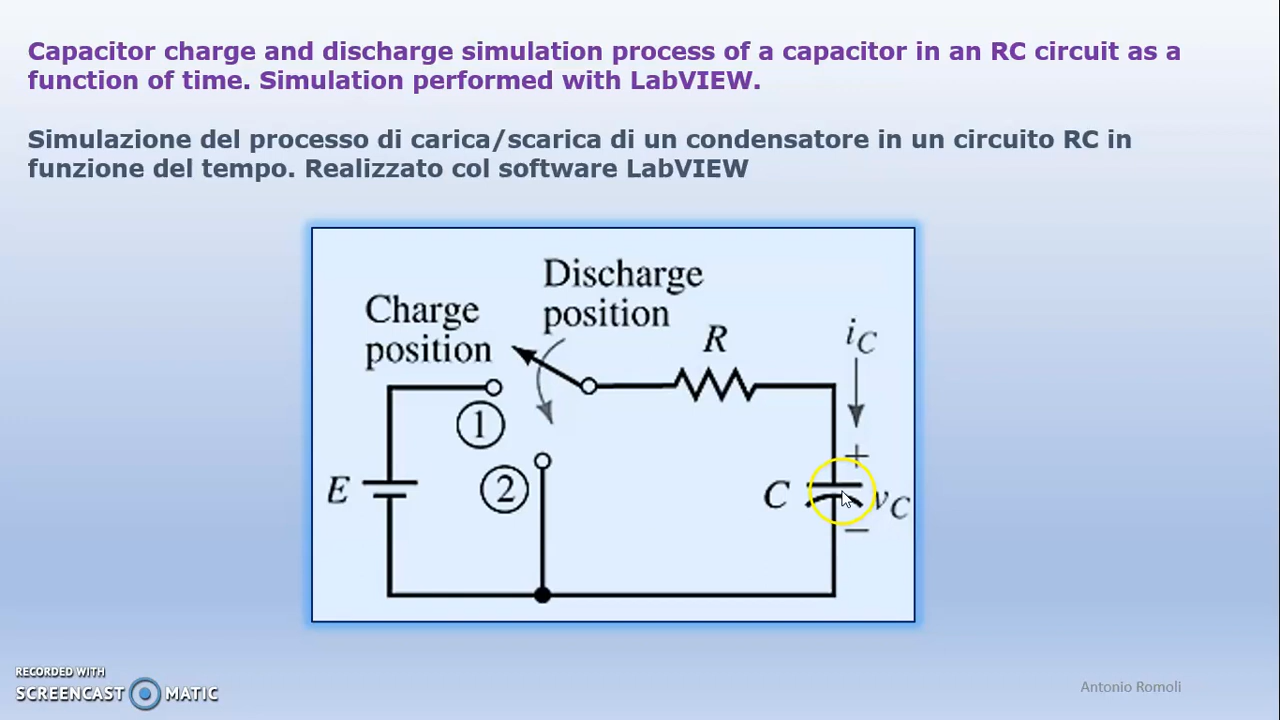 Capacitor charge and discharge simulation process of a capacitor in an RC circuit as a
function of time. Simulation performed with LabVIEW.
Simulazione del processo di carica/scarica di un condensatore in un circuito RC in
funzione del tempo. Realizzato col software LabVIEW
Discharge
position
Charge
position
R
iC
1
+
E
2
C
vC
−
RECORDED WITH
SCREENCAST MATIC
Antonio Romoli